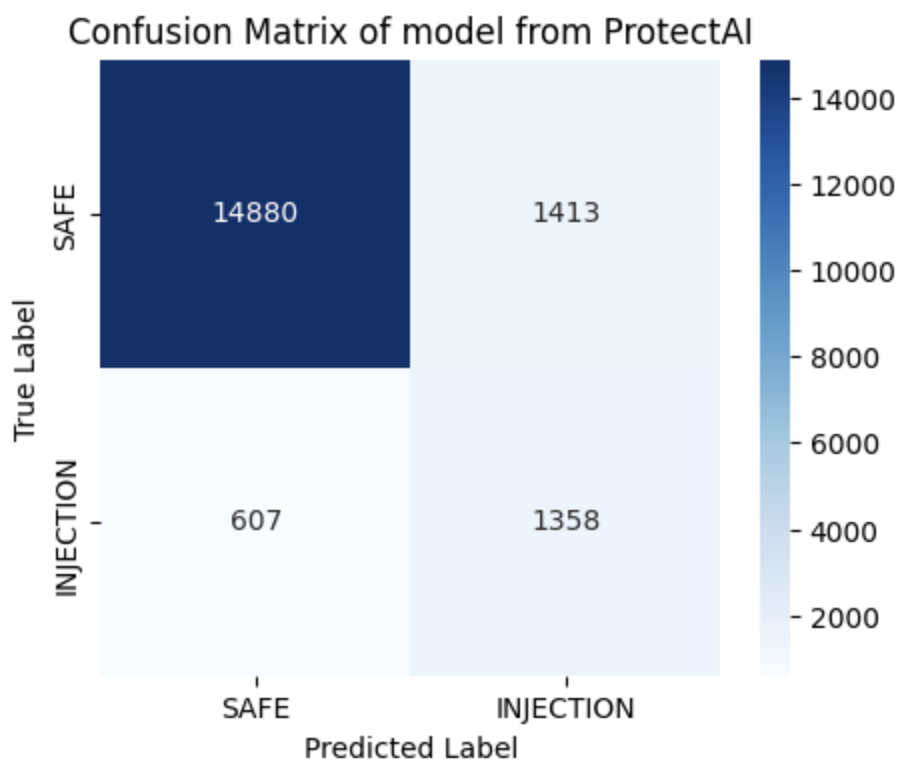 Confusion Matrix of model from ProtectAI
True Label
SAFE
14880
1413
INJECTION
607
1358
SAFE
INJECTION
Predicted Label
14000
12000
10000
8000
6000
4000
2000